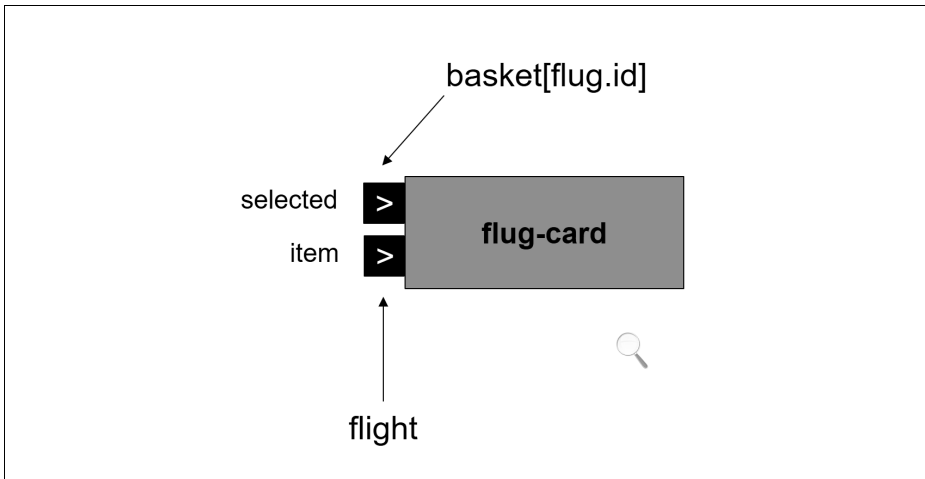 basket[flug.id]
selected
>
flug-card
item
>
flight